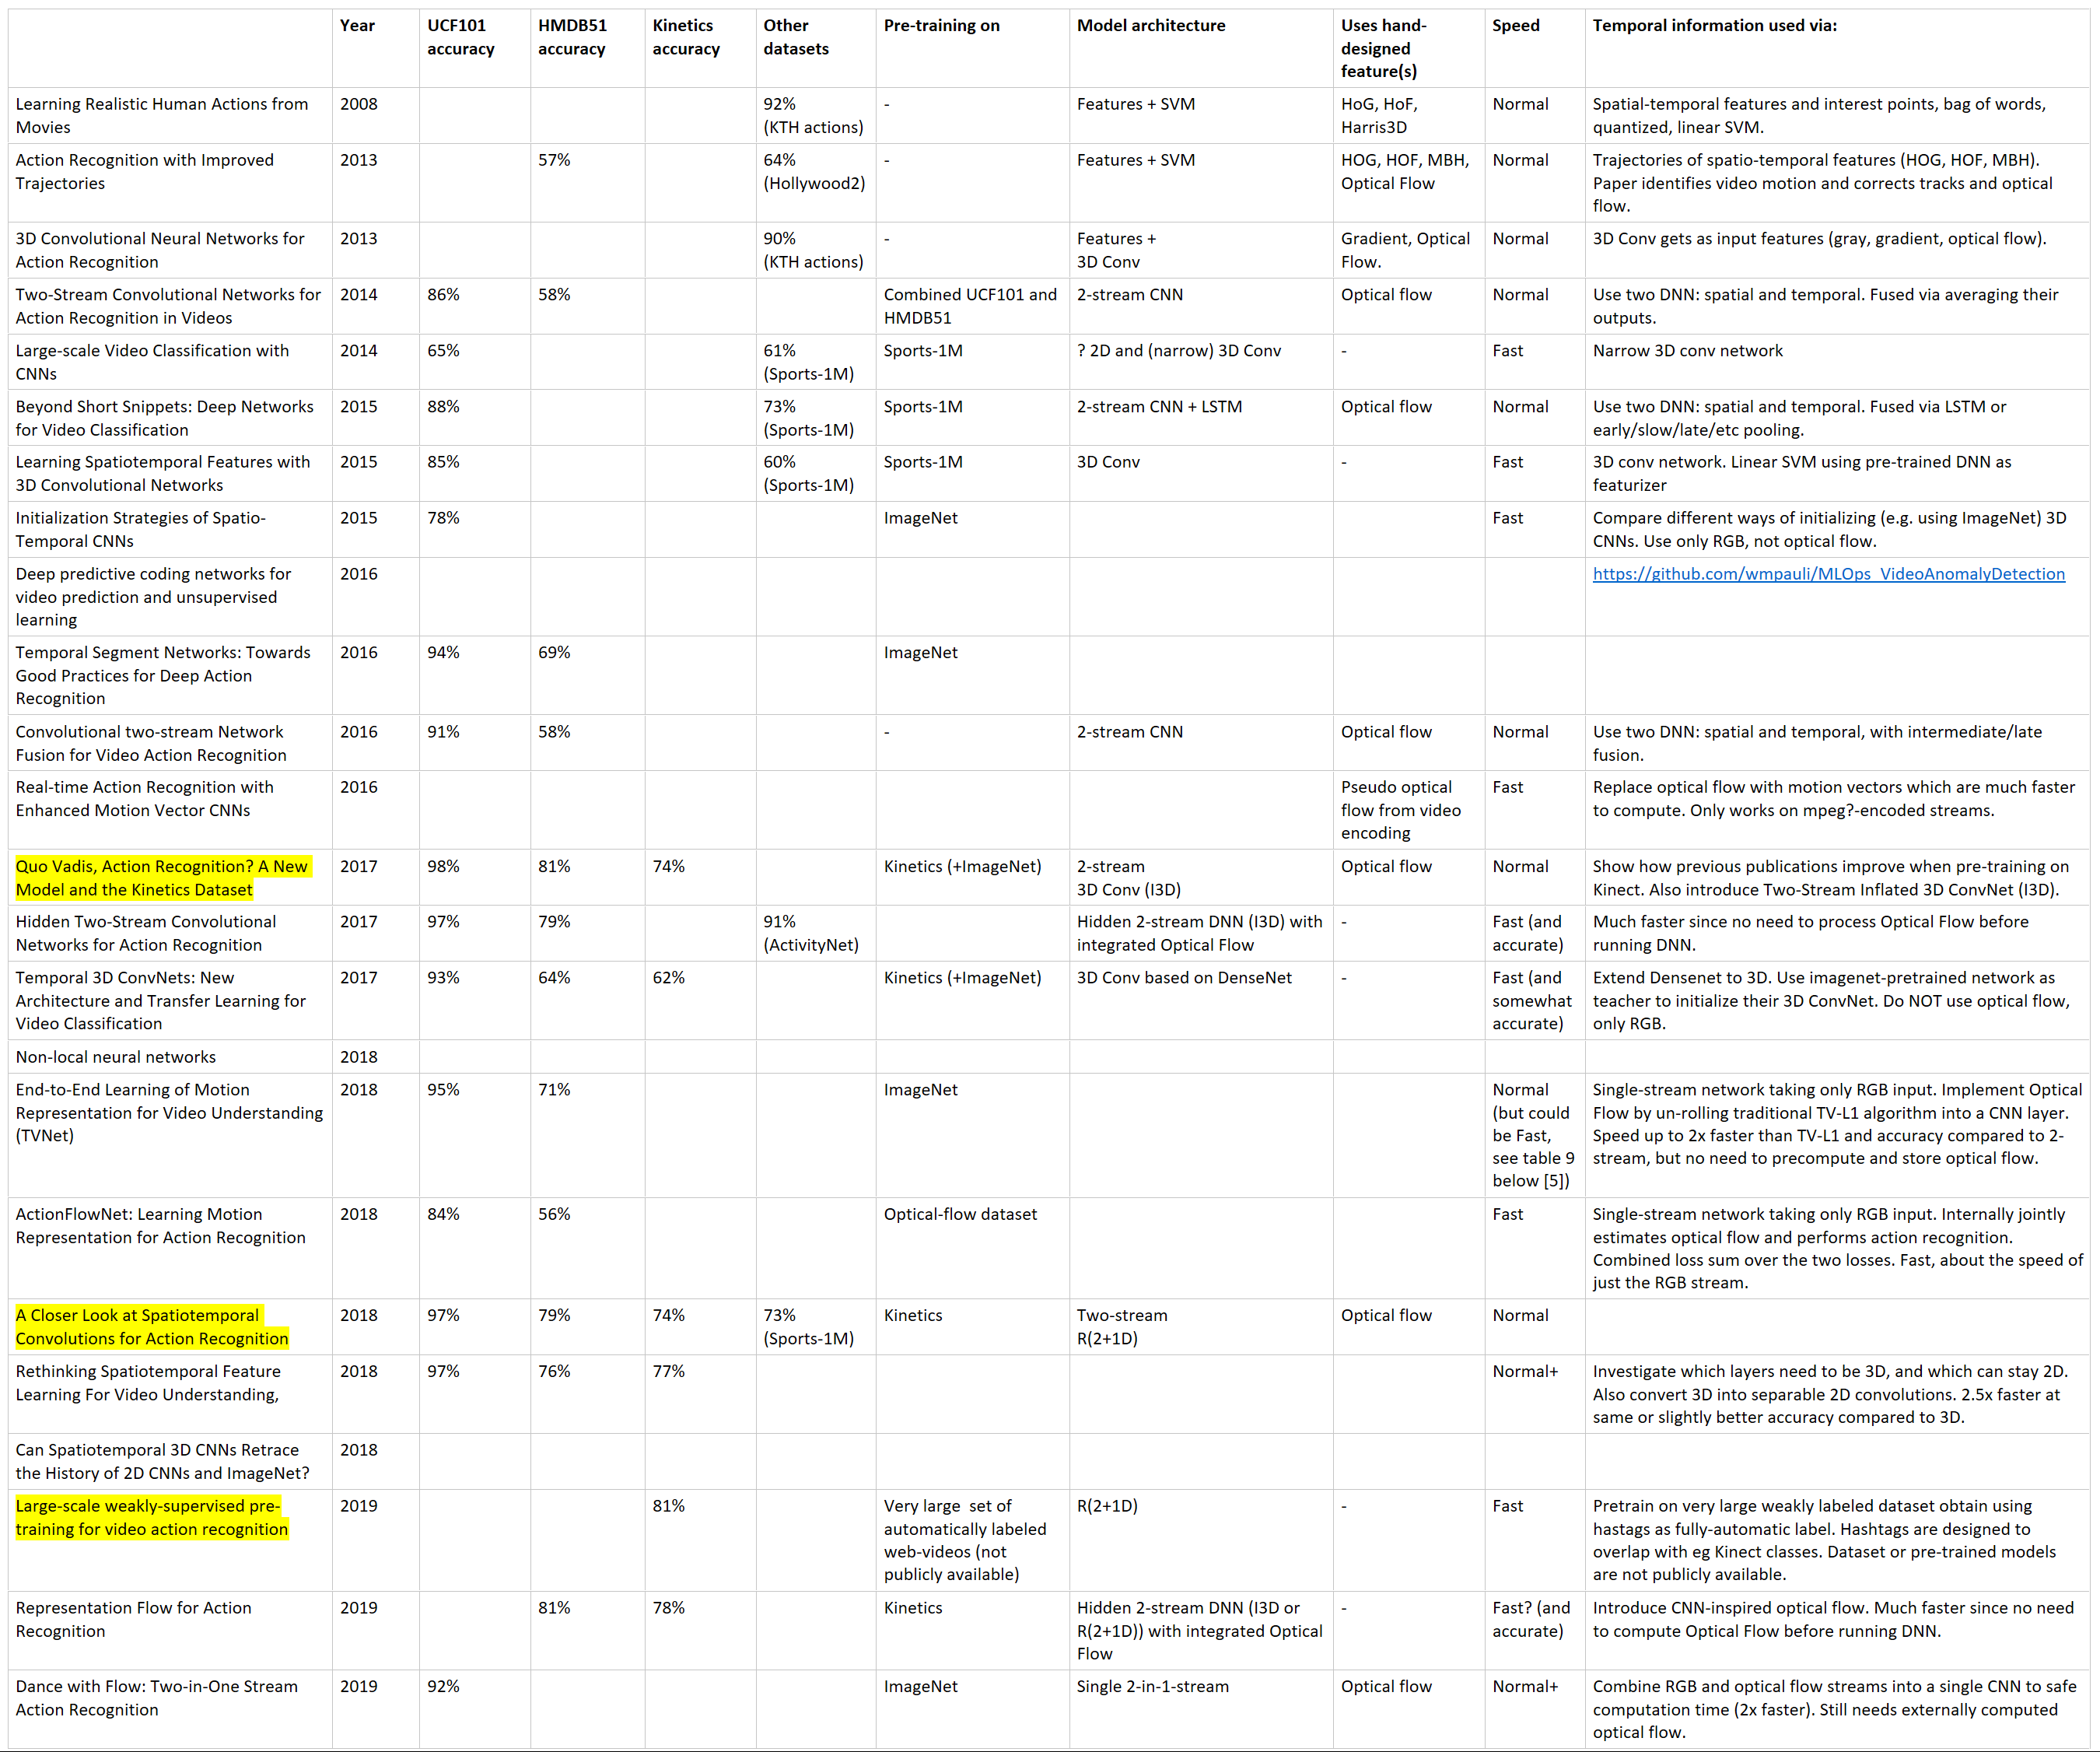 Year
UCF101 accuracy
HMDB51 accuracy
Kinetics accuracy
Other datasets
Pre-training on
Model architecture
Uses hand-designed feature(s)
Speed
Temporal information used via:
Learning Realistic Human Actions from
Movies
2008
92%
(KTH actions)
-
Features + SVM
HoG, HoF,
Harris3D
Normal
Spatial-temporal features and interest points, bag of words,
quantized, linear SVM.
Action Recognition with Improved
Trajectories
2013
57%
64%
(Hollywood2)
-
Features + SVM
HOG, HOF, MBH,
Optical Flow
Normal
Trajectories of spatio-temporal features (HOG, HOF, MBH).
Paper identifies video motion and corrects tracks and optical
flow.
3D Convolutional Neural Networks for
Action Recognition
2013
90%
(KTH actions)
-
Features +
3D Conv
Gradient, Optical
Flow.
Normal
3D Conv gets as input features (gray, gradient, optical flow).
Two-Stream Convolutional Networks for
Action Recognition in Videos
2014
86%
58%
Combined UCF101 and
HMDB51
2-stream CNN
Optical flow
Normal
Use two DNN: spatial and temporal. Fused via averaging their
outputs.
Large-scale Video Classification with
CNNs
2014
65%
61%
(Sports-1M)
Sports-1M
? 2D and (narrow) 3D Conv
-
Fast
Narrow 3D conv network
Beyond Short Snippets: Deep Networks
for Video Classification
2015
88%
73%
(Sports-1M)
Sports-1M
2-stream CNN + LSTM
Optical flow
Normal
Use two DNN: spatial and temporal. Fused via LSTM or
early/slow/late/etc pooling.
Learning Spatiotemporal Features with
3D Convolutional Networks
2015
85%
60%
(Sports-1M)
Sports-1M
3D Conv
-
Fast
3D conv network. Linear SVM using pre-trained DNN as
featurizer
Initialization Strategies of Spatio-
Temporal CNNs
2015
78%
ImageNet
Fast
Compare different ways of initializing (e.g. using ImageNet) 3D
CNNs. Use only RGB, not optical flow.
Deep predictive coding networks for
video prediction and unsupervised
learning
2016
https://github.com/wmpauli/MLOps_VideoAnomalyDetection
Temporal Segment Networks: Towards
Good Practices for Deep Action
Recognition
2016
94%
69%
ImageNet
Convolutional two-stream Network
Fusion for Video Action Recognition
2016
91%
58%
-
2-stream CNN
Optical flow
Normal
Use two DNN: spatial and temporal, with intermediate/late
fusion.
Real-time Action Recognition with
Enhanced Motion Vector CNNs
2016
Pseudo optical
flow from video
encoding
Fast
Replace optical flow with motion vectors which are much faster
to compute. Only works on mpeg?-encoded streams.
Quo Vadis, Action Recognition? A New
Model and the Kinetics Dataset
2017
98%
81%
74%
Kinetics (+ImageNet)
2-stream
3D Conv (I3D)
Optical flow
Normal
Show how previous publications improve when pre-training on
Kinect. Also introduce Two-Stream Inflated 3D ConvNet (I3D).
Hidden Two-Stream Convolutional
Networks for Action Recognition
2017
97%
79%
91%
(ActivityNet)
Hidden 2-stream DNN (I3D) with
integrated Optical Flow
-
Fast (and
accurate)
Much faster since no need to process Optical Flow before
running DNN.
Temporal 3D ConvNets: New
Architecture and Transfer Learning for
Video Classification
2017
93%
64%
62%
Kinetics (+ImageNet)
3D Conv based on DenseNet
-
Fast (and
somewhat
accurate)
Extend Densenet to 3D. Use imagenet-pretrained network as
teacher to initialize their 3D ConvNet. Do NOT use optical flow,
only RGB.
Non-local neural networks
2018
End-to-End Learning of Motion
Representation for Video Understanding
(TVNet)
2018
95%
71%
ImageNet
Normal
(but could
be Fast,
see table 9
below [5])
Single-stream network taking only RGB input. Implement Optical
Flow by un-rolling traditional TV-L1 algorithm into a CNN layer.
Speed up to 2x faster than TV-L1 and accuracy compared to 2-
stream, but no need to precompute and store optical flow.
ActionFlowNet: Learning Motion
Representation for Action Recognition
2018
84%
56%
Optical-flow dataset
Fast
Single-stream network taking only RGB input. Internally jointly
estimates optical flow and performs action recognition.
Combined loss sum over the two losses. Fast, about the speed of
just the RGB stream.
A Closer Look at Spatiotemporal
Convolutions for Action Recognition
2018
97%
79%
74%
73%
(Sports-1M)
Kinetics
Two-stream
R(2+1D)
Optical flow
Normal
Rethinking Spatiotemporal Feature
Learning For Video Understanding,
2018
97%
76%
77%
Normal+
Investigate which layers need to be 3D, and which can stay 2D.
Also convert 3D into separable 2D convolutions. 2.5x faster at
same or slightly better accuracy compared to 3D.
Can Spatiotemporal 3D CNNs Retrace
the History of 2D CNNs and ImageNet?
2018
Large-scale weakly-supervised pre-
training for video action recognition
2019
81%
Very large  set of
automatically labeled
web-videos (not
publicly available)
R(2+1D)
-
Fast
Pretrain on very large weakly labeled dataset obtain using
hastags as fully-automatic label. Hashtags are designed to
overlap with eg Kinect classes. Dataset or pre-trained models
are not publicly available.
Representation Flow for Action
Recognition
2019
81%
78%
Kinetics
Hidden 2-stream DNN (I3D or
R(2+1D)) with integrated Optical
Flow
-
Fast? (and
accurate)
Introduce CNN-inspired optical flow. Much faster since no need
to compute Optical Flow before running DNN.
Dance with Flow: Two-in-One Stream
Action Recognition
2019
92%
ImageNet
Single 2-in-1-stream
Optical flow
Normal+
Combine RGB and optical flow streams into a single CNN to safe
computation time (2x faster). Still needs externally computed
optical flow.